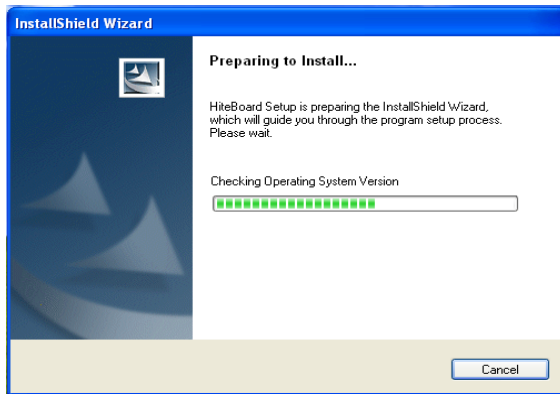 InstallShield Wizard
Preparing to Install...
HiteBoard Setup is preparing the InstallShield Wizard,
which will guide you through the program setup process.
Please wait.
Checking Operating System Version
Cancel